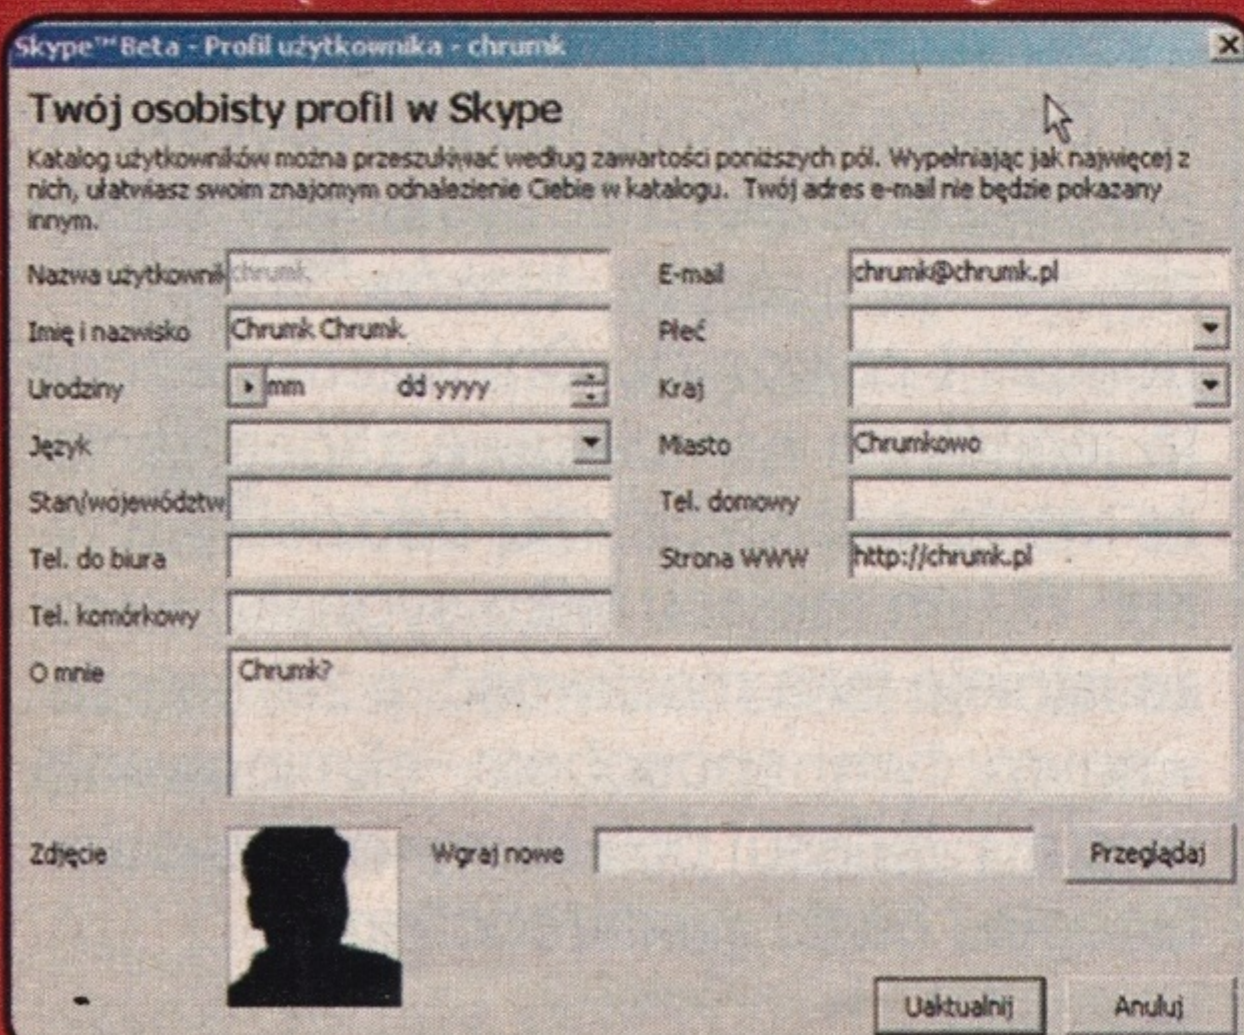 Skype™ Beta - Profil użytkownika - chrumk
Twój osobisty profil w Skype
Katalog użytkowników można przeszukiwać według zawartości poniższych pól. Wypełniając jak najwięcej z
nich, ułatwiasz swoim znajomym odnalezienie Ciebie w katalogu. Twój adres e-mail nie będzie pokazany
innym.
Nazwa użytkownik chrumk E-mail chrumk@chrumk.pl
Imię i nazwisko Chrumk Chrumk Płeć
Urodziny mm dd yyyy Kraj
Język Miasto Chrumkowo
Stan/województw Tel. domowy
Tel. do biura Strona WWW http://chrumk.pl
Tel. komórkowy
O mnie Chrumk?
Zdjęcie Wgraj nowe Przeglądaj
Uaktualnij Anuluj